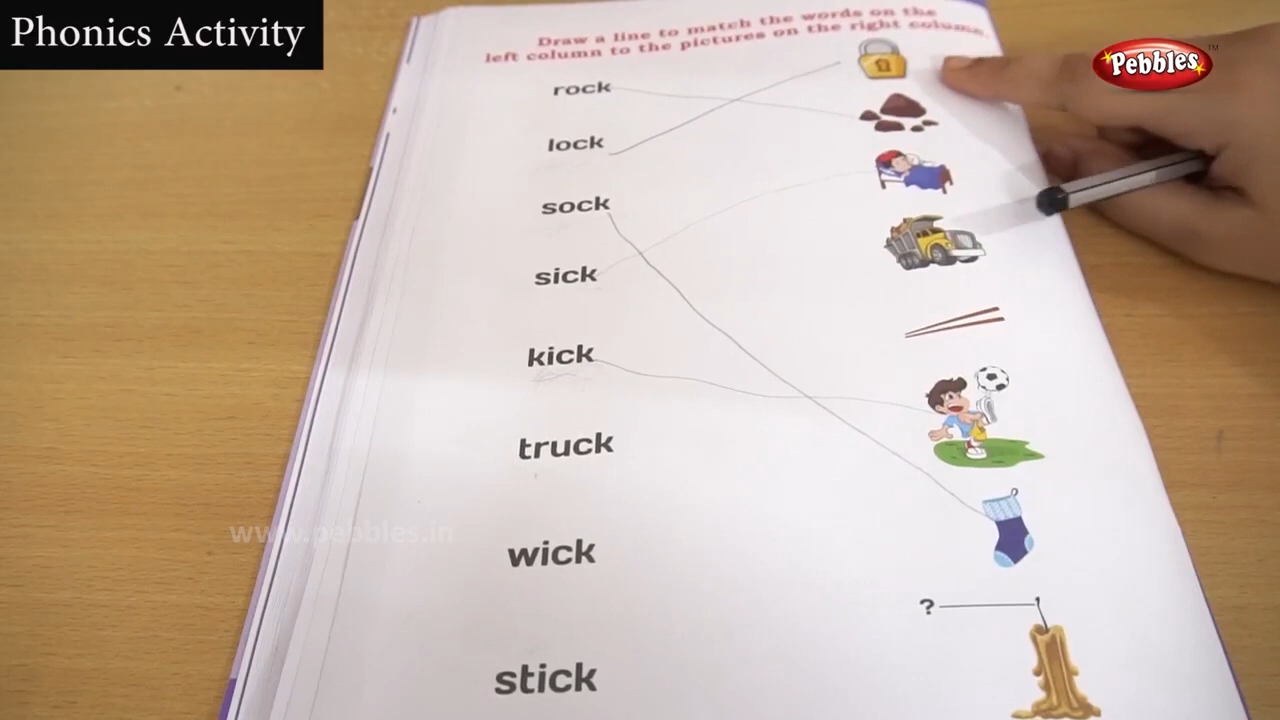 Phonics Activity
Pebbles™
Draw a line to match the words on the
left column to the pictures on the right column.
rock
lock
sock
sick
kick
truck
wick
stick
?
www.pebbles.in